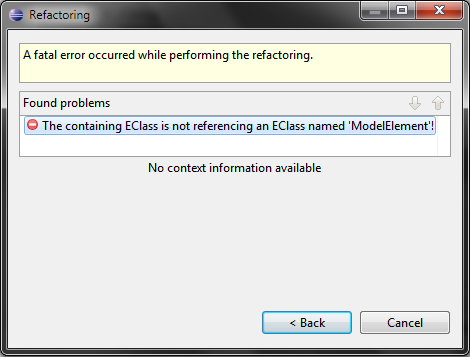 Refactoring
A fatal error occurred while performing the refactoring.
Found problems
The containing EClass is not referencing an EClass named 'ModelElement'!
No context information available
< Back
Cancel